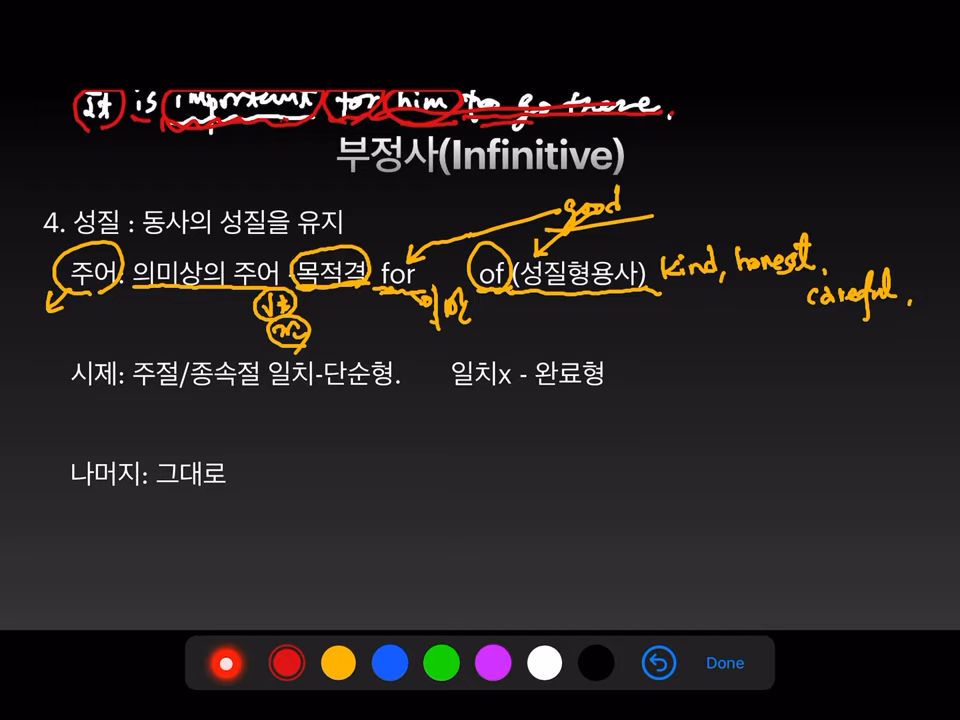 It is important for him to go there.
부정사(Infinitive)
4. 성질 : 동사의 성질을 유지
good
주어: 의미상의 주어 -목적격 for of (성질형용사) kind, honest,
careful.
시제: 주절/종속절 일치-단순형. 일치x - 완료형
나머지: 그대로
Done